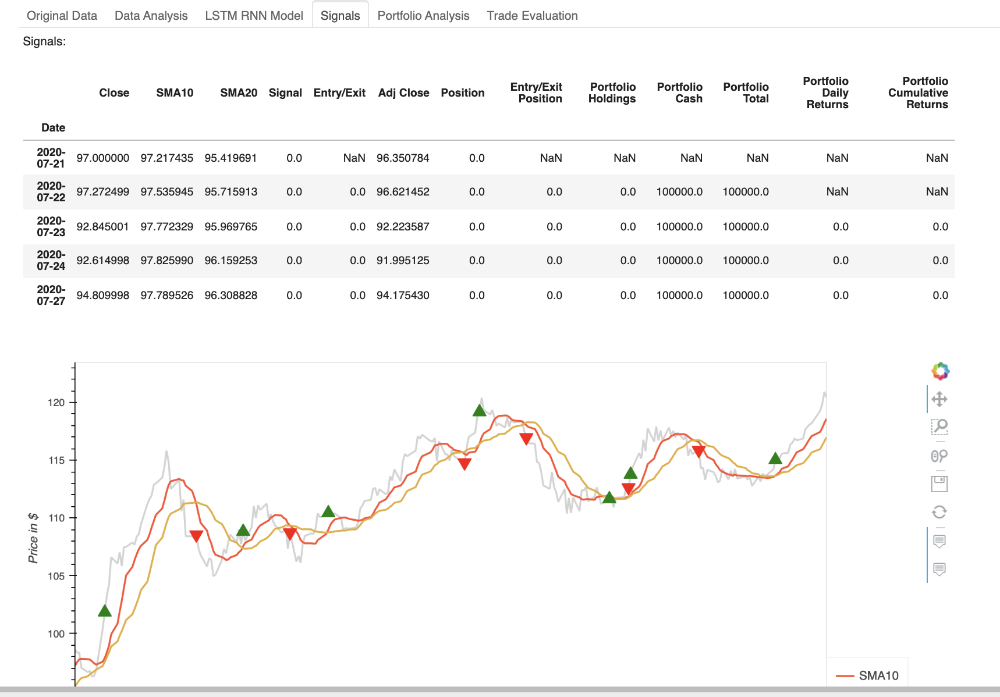 Original Data Data Analysis LSTM RNN Model Signals Portfolio Analysis Trade Evaluation
Signals:
Close SMA10 SMA20 Signal Entry/Exit Adj Close Position Entry/Exit Position Portfolio Holdings Portfolio Cash Portfolio Total Portfolio Daily Returns Portfolio Cumulative Returns
Date
2020-07-21 97.000000 97.217435 95.419691 0.0 NaN 96.350784 0.0 NaN NaN NaN NaN NaN NaN
2020-07-22 97.272499 97.535945 95.715913 0.0 0.0 96.621452 0.0 0.0 0.0 100000.0 100000.0 NaN NaN
2020-07-23 92.845001 97.772329 95.969765 0.0 0.0 92.223587 0.0 0.0 0.0 100000.0 100000.0 0.0 0.0
2020-07-24 92.614998 97.825990 96.159253 0.0 0.0 91.995125 0.0 0.0 0.0 100000.0 100000.0 0.0 0.0
2020-07-27 94.809998 97.789526 96.308828 0.0 0.0 94.175430 0.0 0.0 0.0 100000.0 100000.0 0.0 0.0
120
115
110
105
100
Price in $
SMA10